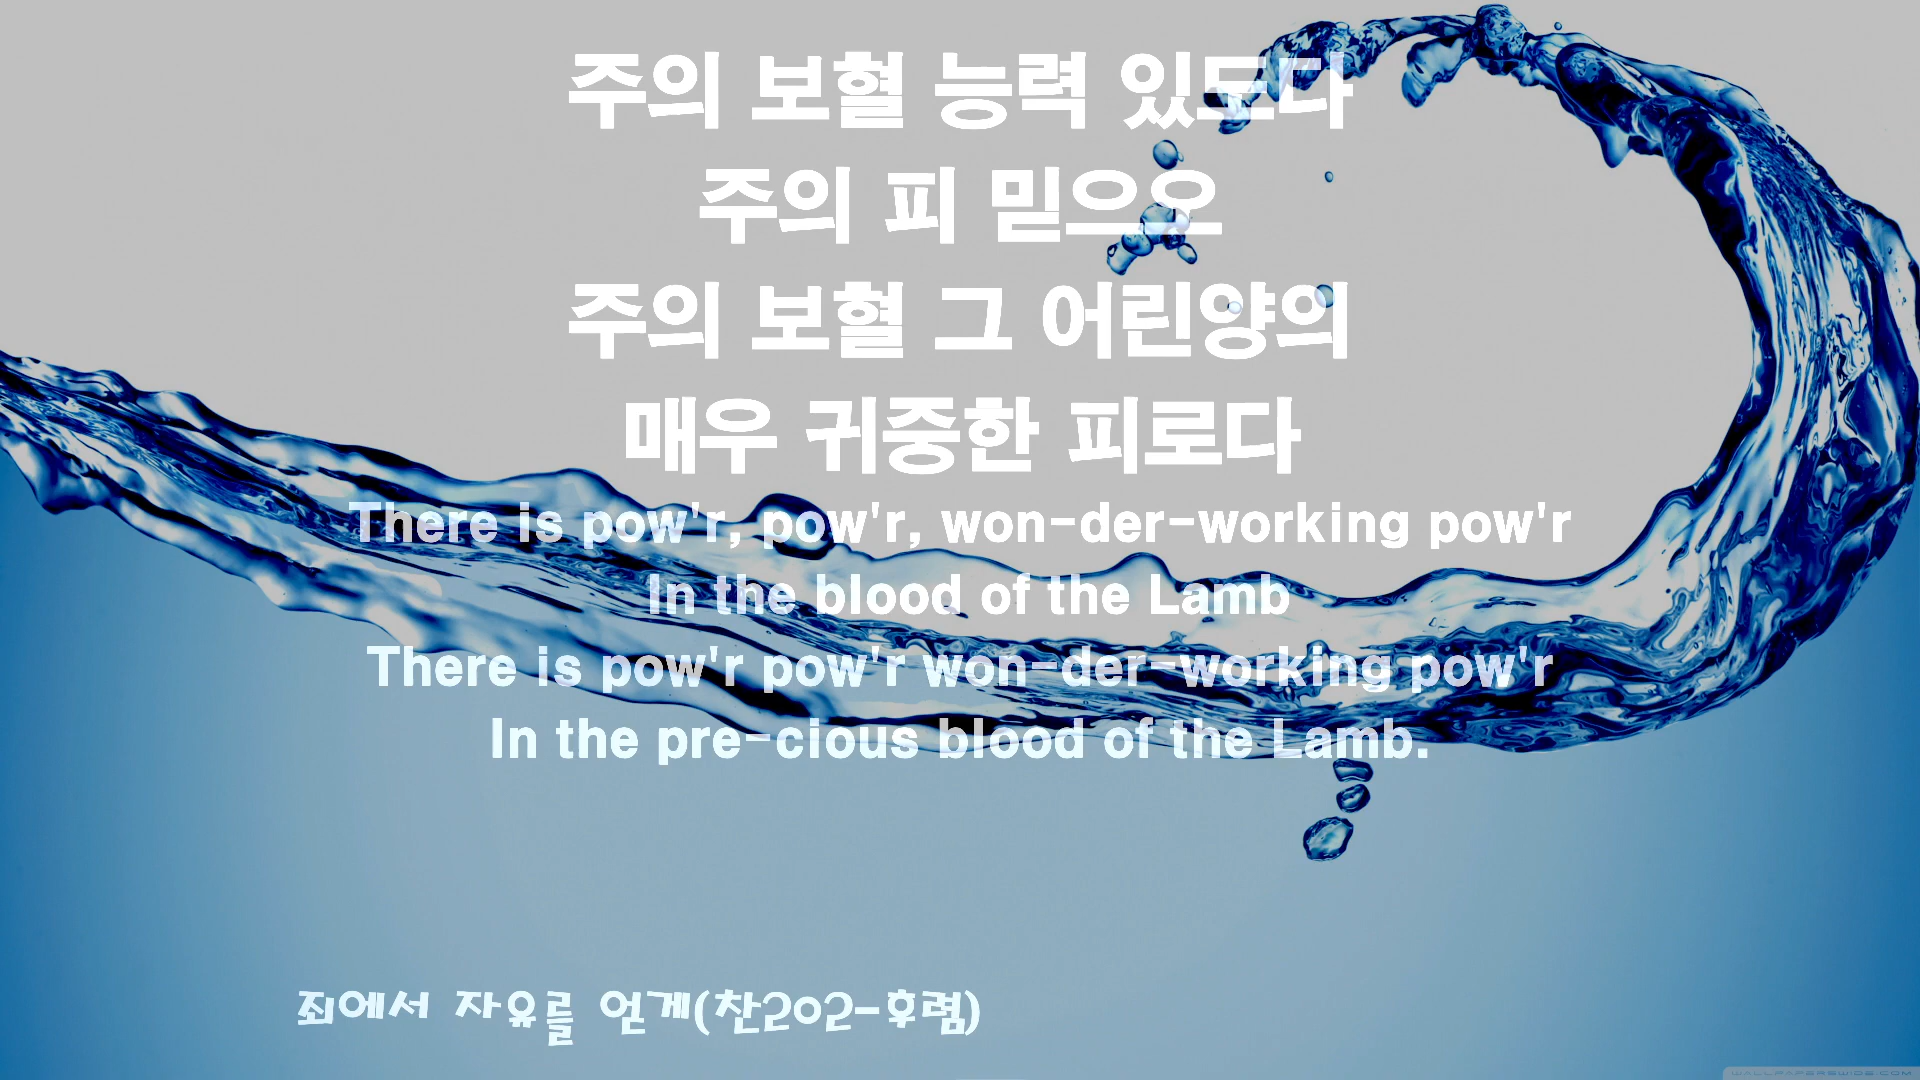 주의 보혈 능력 있도다
주의 피 믿으오
주의 보혈 그 어린양의
매우 귀중한 피로다
There is pow'r, pow'r, won-der-working pow'r
In the blood of the Lamb
There is pow'r pow'r won-der-working pow'r
In the pre-cious blood of the Lamb.
죄에서 자유를 얻게(찬202-후렴)
WALLPAPERSWIDE.COM